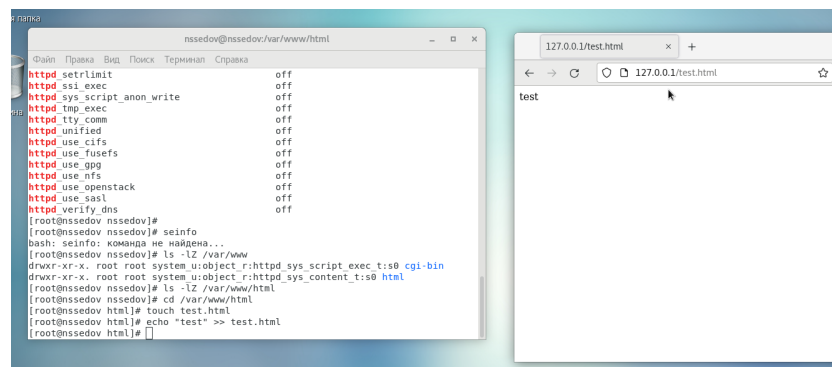 я папка
nssedov@nssedov:/var/www/html
Файл Правка Вид Поиск Терминал Справка
httpd_setrlimit off
httpd_ssi_exec off
httpd_sys_script_anon_write off
httpd_tmp_exec off
httpd_tty_comm off
httpd_unified off
httpd_use_cifs off
httpd_use_fusefs off
httpd_use_gpg off
httpd_use_nfs off
httpd_use_openstack off
httpd_use_sasl off
httpd_verify_dns off
[root@nssedov nssedov]#
[root@nssedov nssedov]# seinfo
bash: seinfo: команда не найдена...
[root@nssedov nssedov]# ls -lZ /var/www
drwxr-xr-x. root root system_u:object_r:httpd_sys_script_exec_t:s0 cgi-bin
drwxr-xr-x. root root system_u:object_r:httpd_sys_content_t:s0 html
[root@nssedov nssedov]# ls -lZ /var/www/html
[root@nssedov nssedov]# cd /var/www/html
[root@nssedov html]# touch test.html
[root@nssedov html]# echo "test" >> test.html
[root@nssedov html]#
127.0.0.1/test.html
127.0.0.1/test.html
test